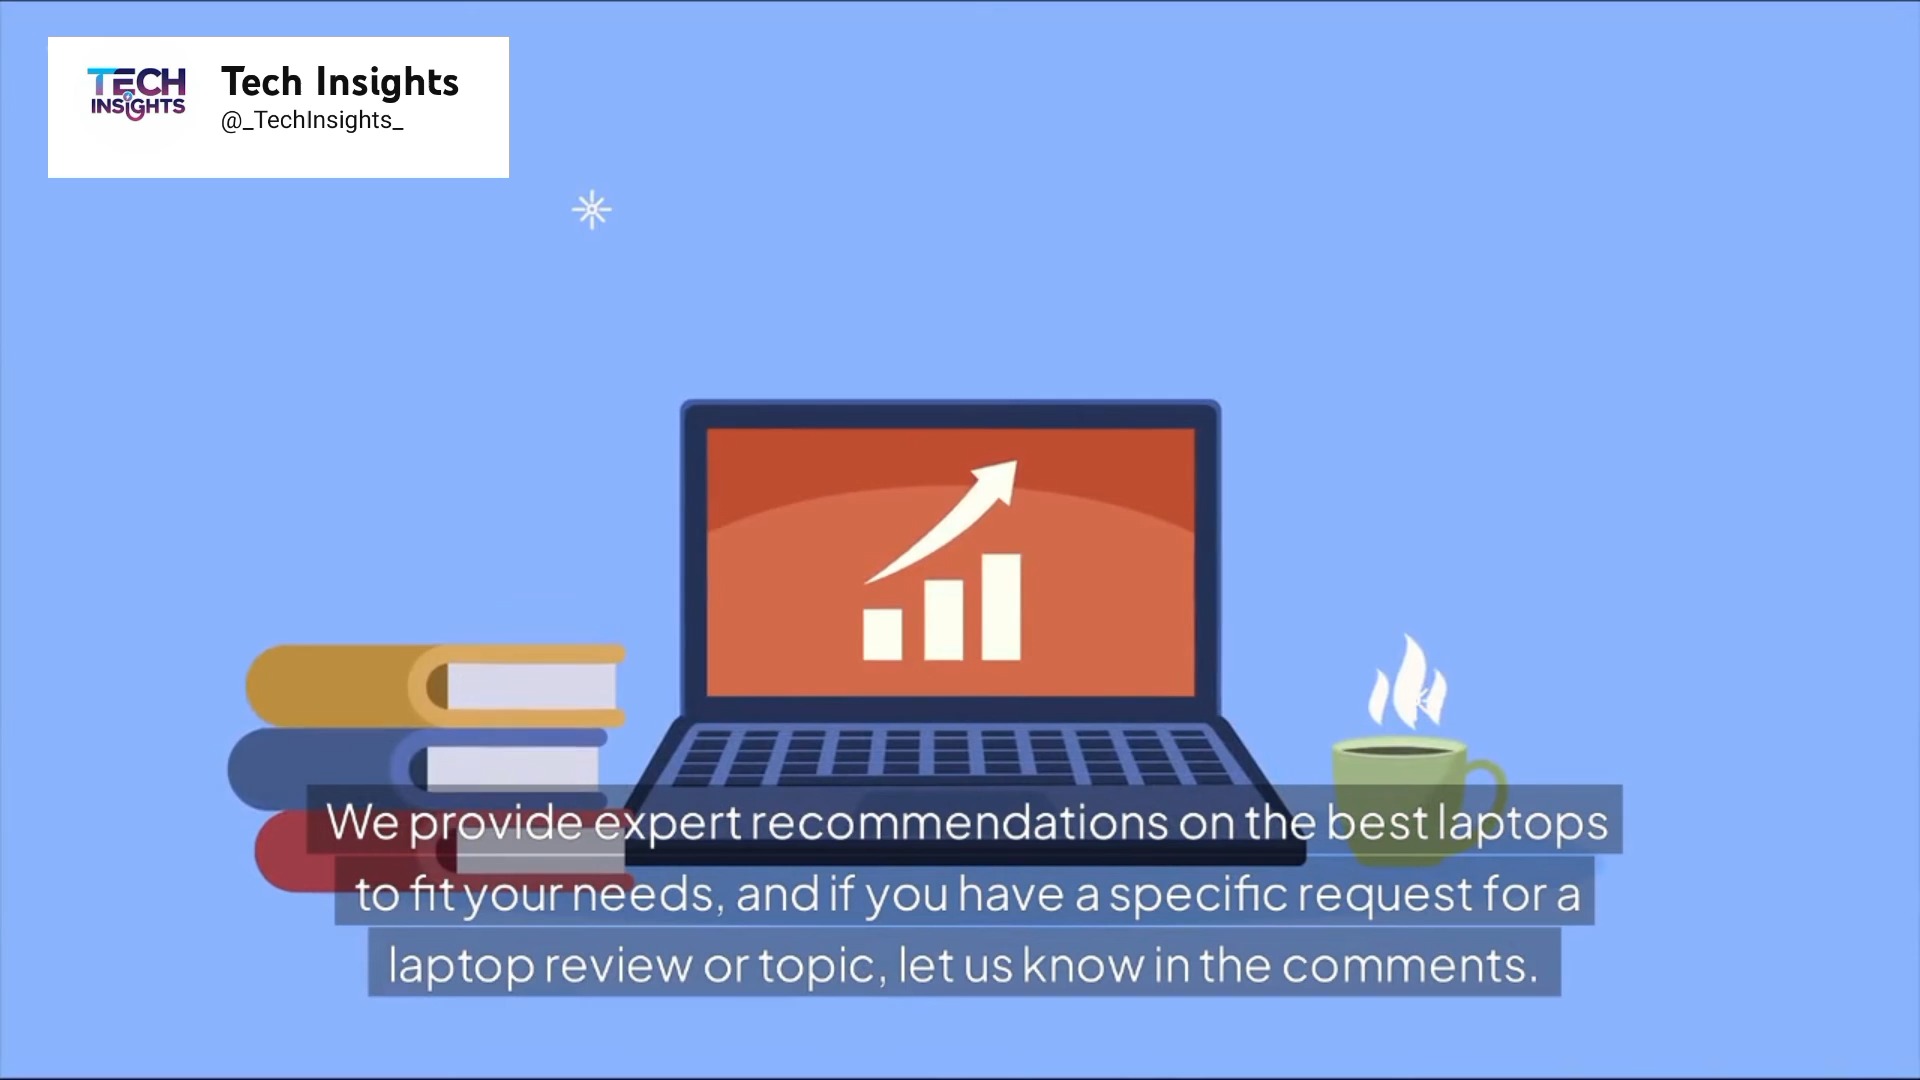 TECH
INSIGHTS
Tech Insights
@_TechInsights_
We provide expert recommendations on the best laptops
to fit your needs, and if you have a specific request for a
laptop review or topic, let us know in the comments.